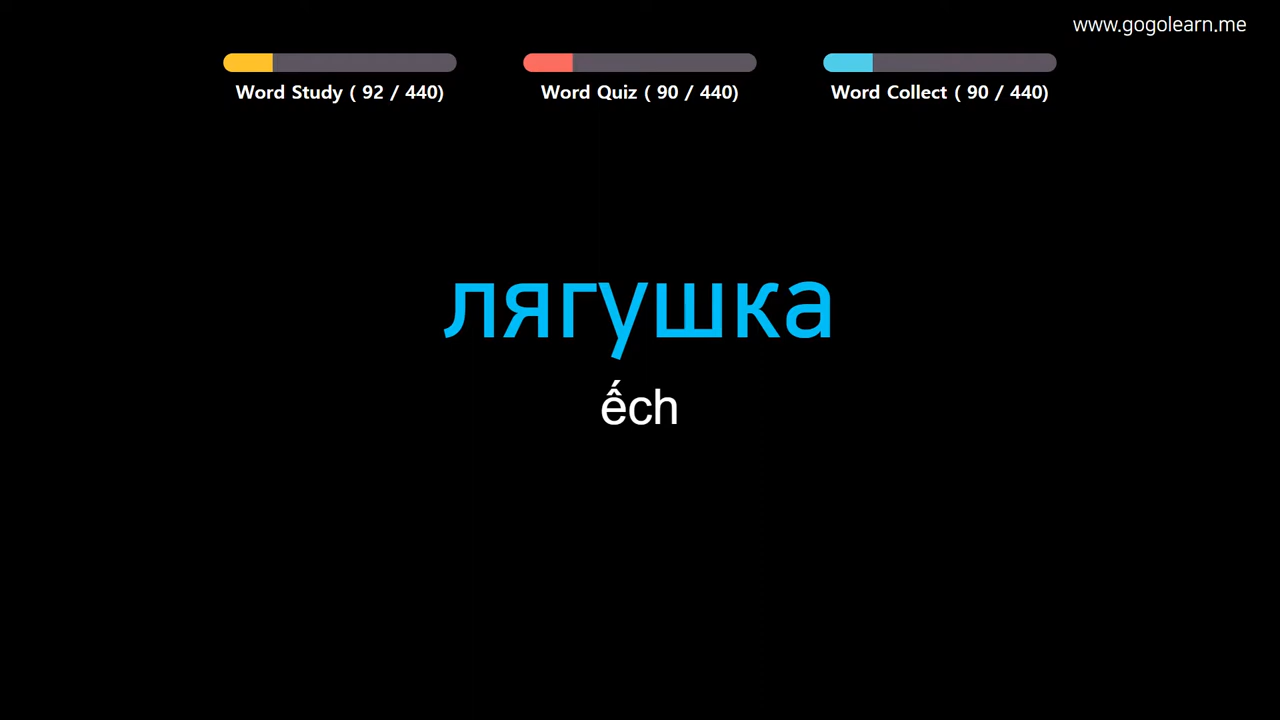 www.gogolearn.me
Word Study ( 92 / 440)
Word Quiz ( 90 / 440)
Word Collect ( 90 / 440)
лягушка
ếch